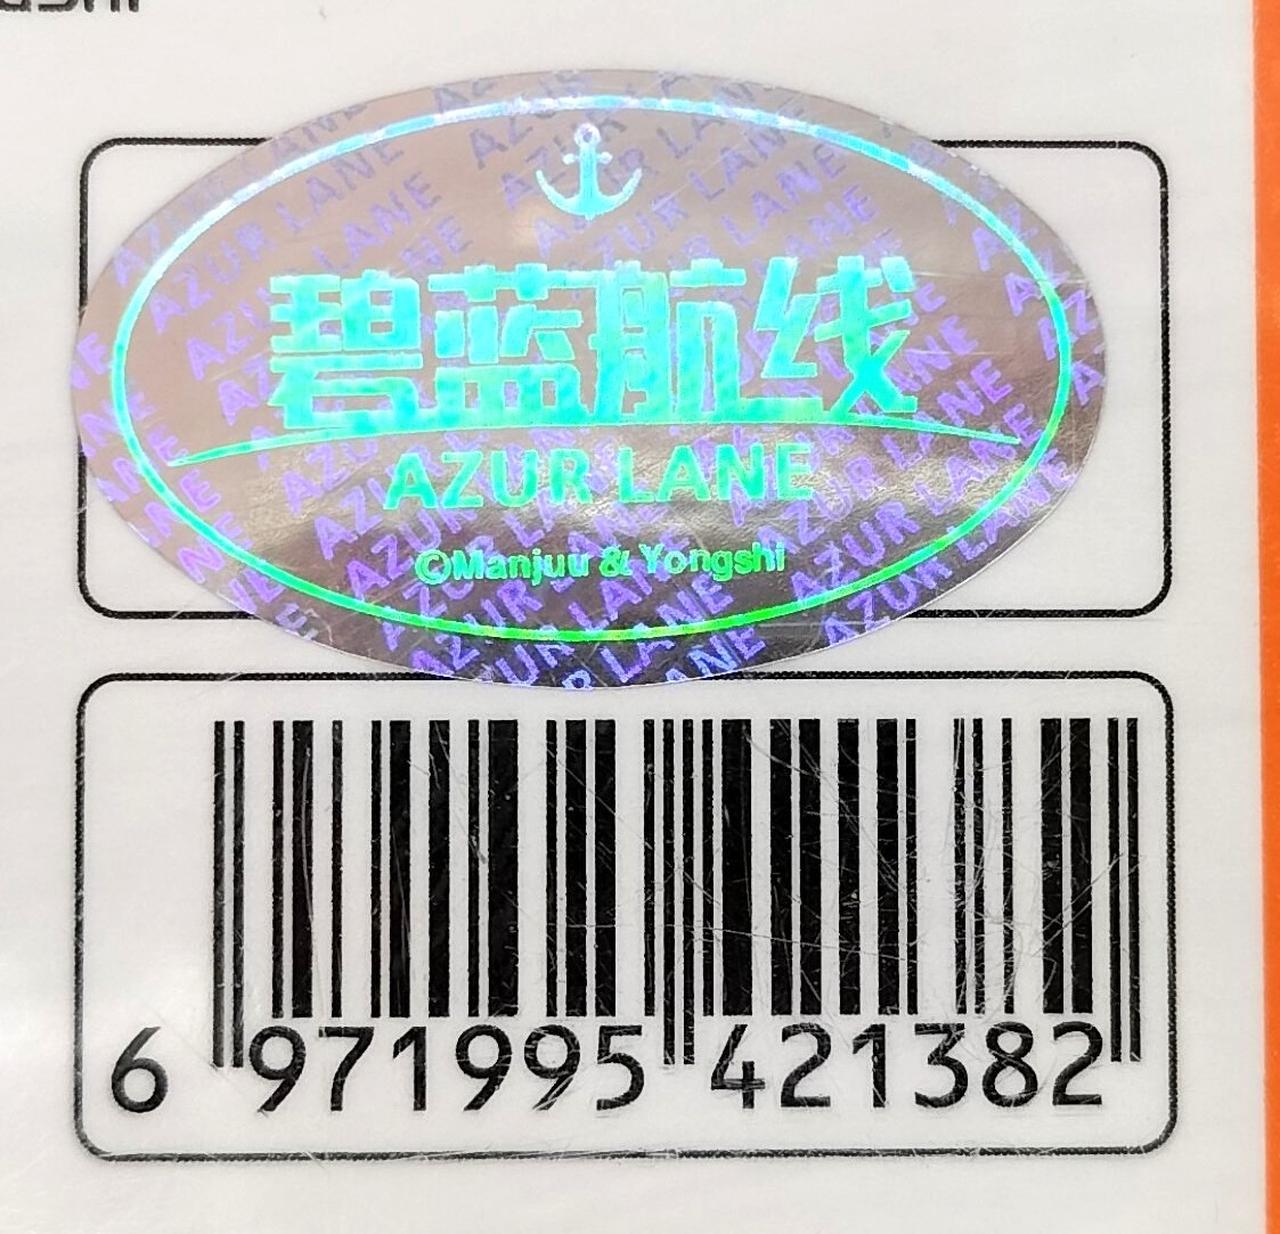 碧蓝航线
AZUR LANE
©Manjuu & Yongshi
6 971995 421382